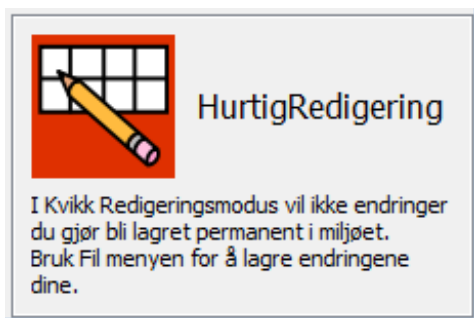 HurtigRedigering
I Kvikk Redigeringsmodus vil ikke endringer
du gjør bli lagret permanent i miljøet.
Bruk Fil menyen for å lagre endringene
dine.